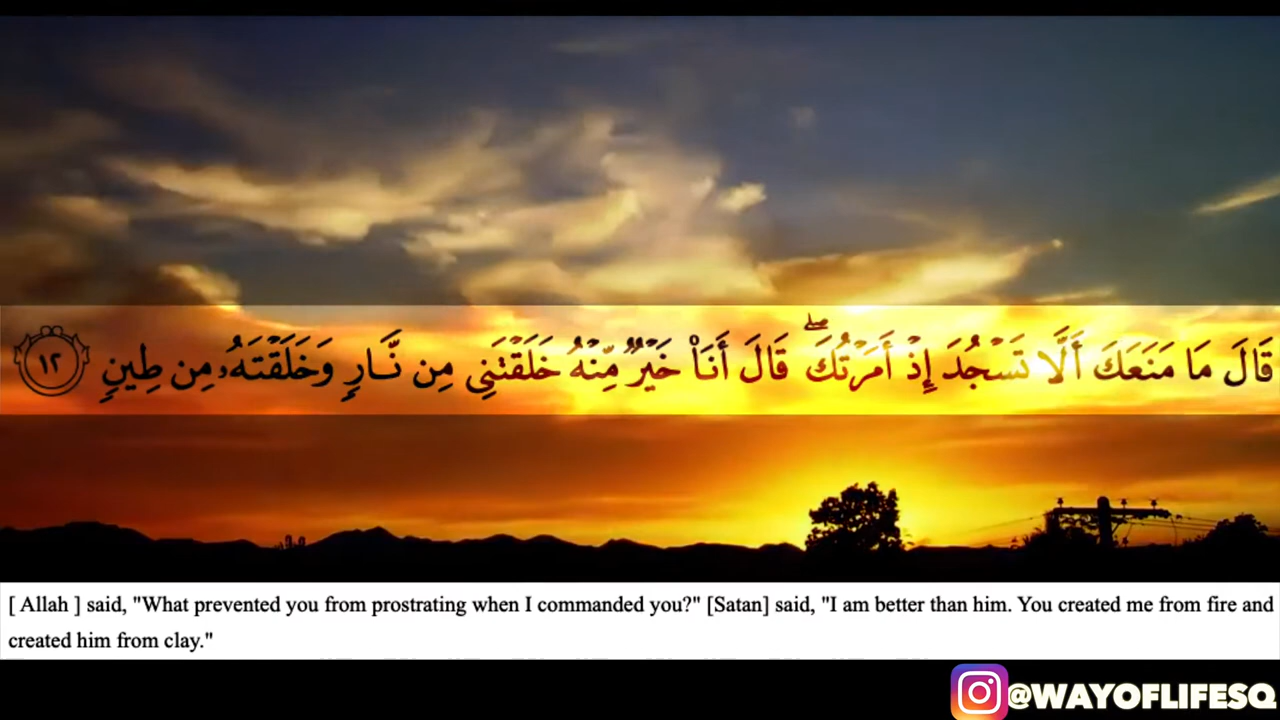 قَالَ مَا مَنَعَكَ أَلَّا تَسْجُدَ إِذْ أَمَرْتُكَ ۖ قَالَ أَنَا۠ خَيْرٌ مِّنْهُ خَلَقْتَنِى مِن نَّارٍ وَخَلَقْتَهُۥ مِن طِينٍ ١٢
[ Allah ] said, "What prevented you from prostrating when I commanded you?" [Satan] said, "I am better than him. You created me from fire and
created him from clay."
@WAYOFLIFESQ